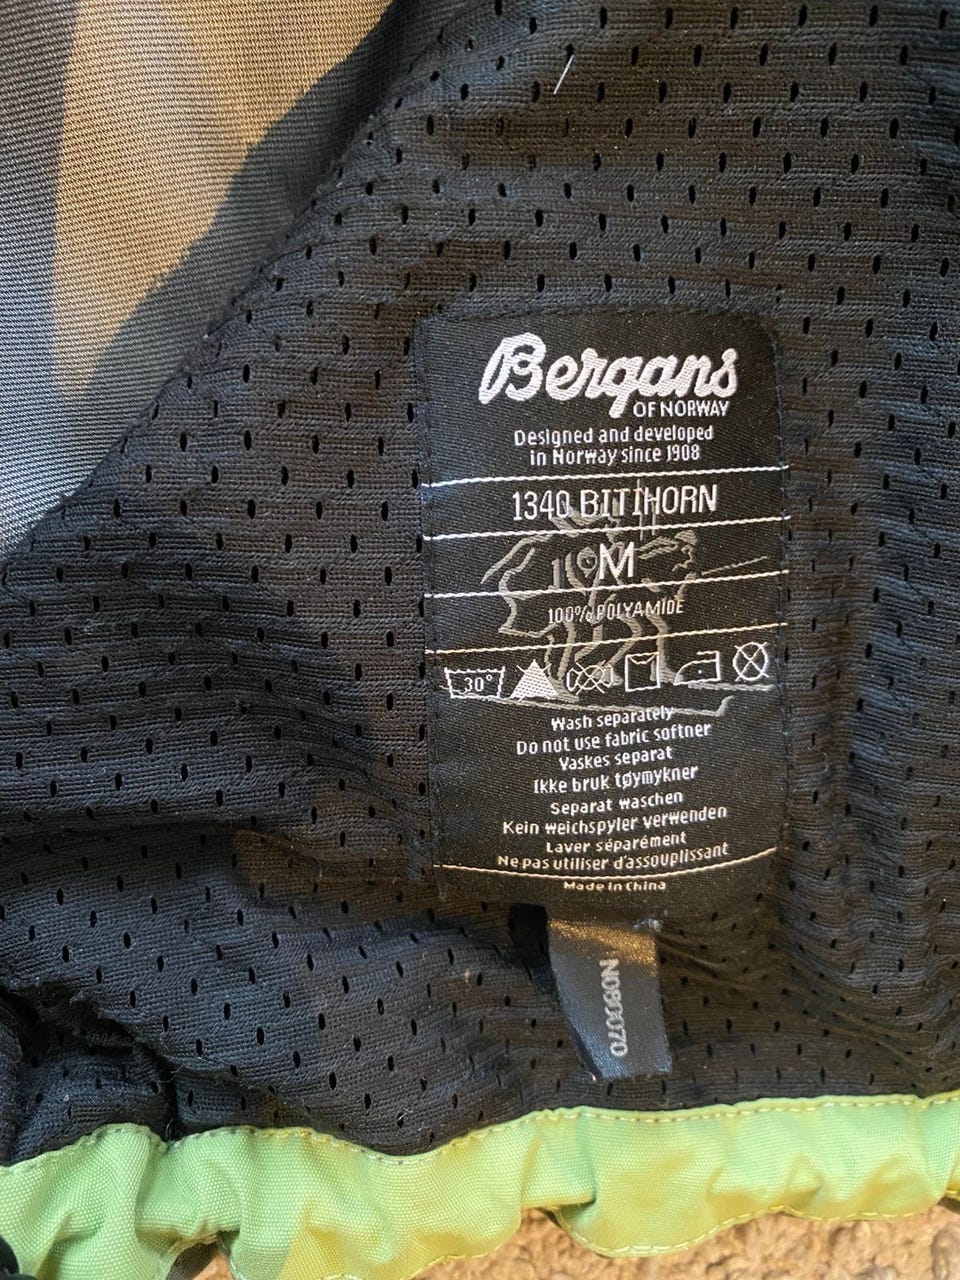 Bergans
OF NORWAY
Designed and developed
in Norway since 1908
1340 BITIHORN
M
100% POLYAMIDE
30°
Wash separately
Do not use fabric softner
Vaskes separat
Ikke bruk tøymykner
Separat waschen
Kein weichspyler verwenden
Laver séparément
Ne pas utiliser d'assouplissant
Made in China